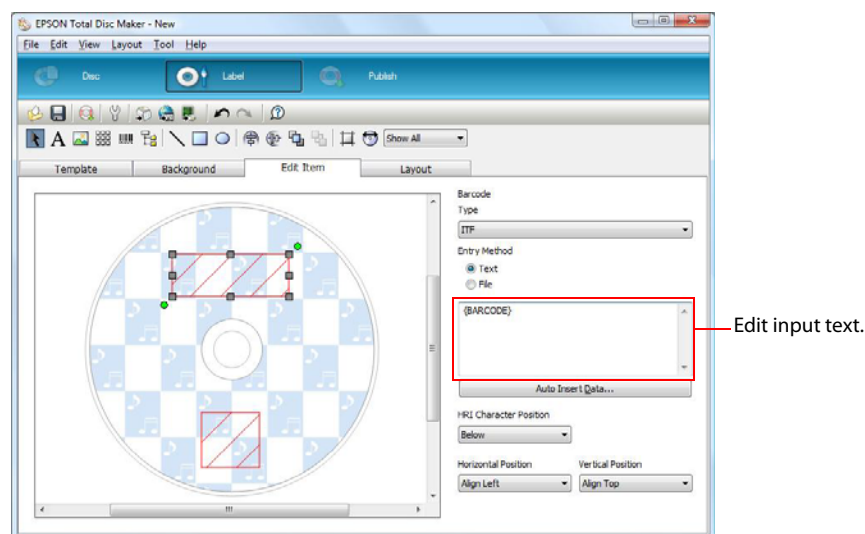 EPSON Total Disc Maker - New
File Edit View Layout Tool Help
Disc Label Publish
Show All
Template Background Edit Item Layout
Barcode
Type
ITF
Entry Method
Text
File
{BARCODE}
Edit input text.
Auto Insert Data...
HRI Character Position
Below
Horizontal Position Vertical Position
Align Left Align Top